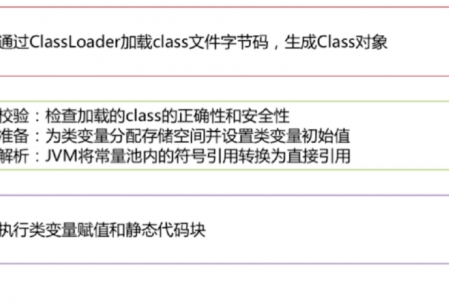 通过ClassLoader加载class文件字节码，生成Class对象
校验：检查加载的class的正确性和安全性
准备：为类变量分配存储空间并设置类变量初始值
解析：JVM将常量池内的符号引用转换为直接引用
执行类变量赋值和静态代码块